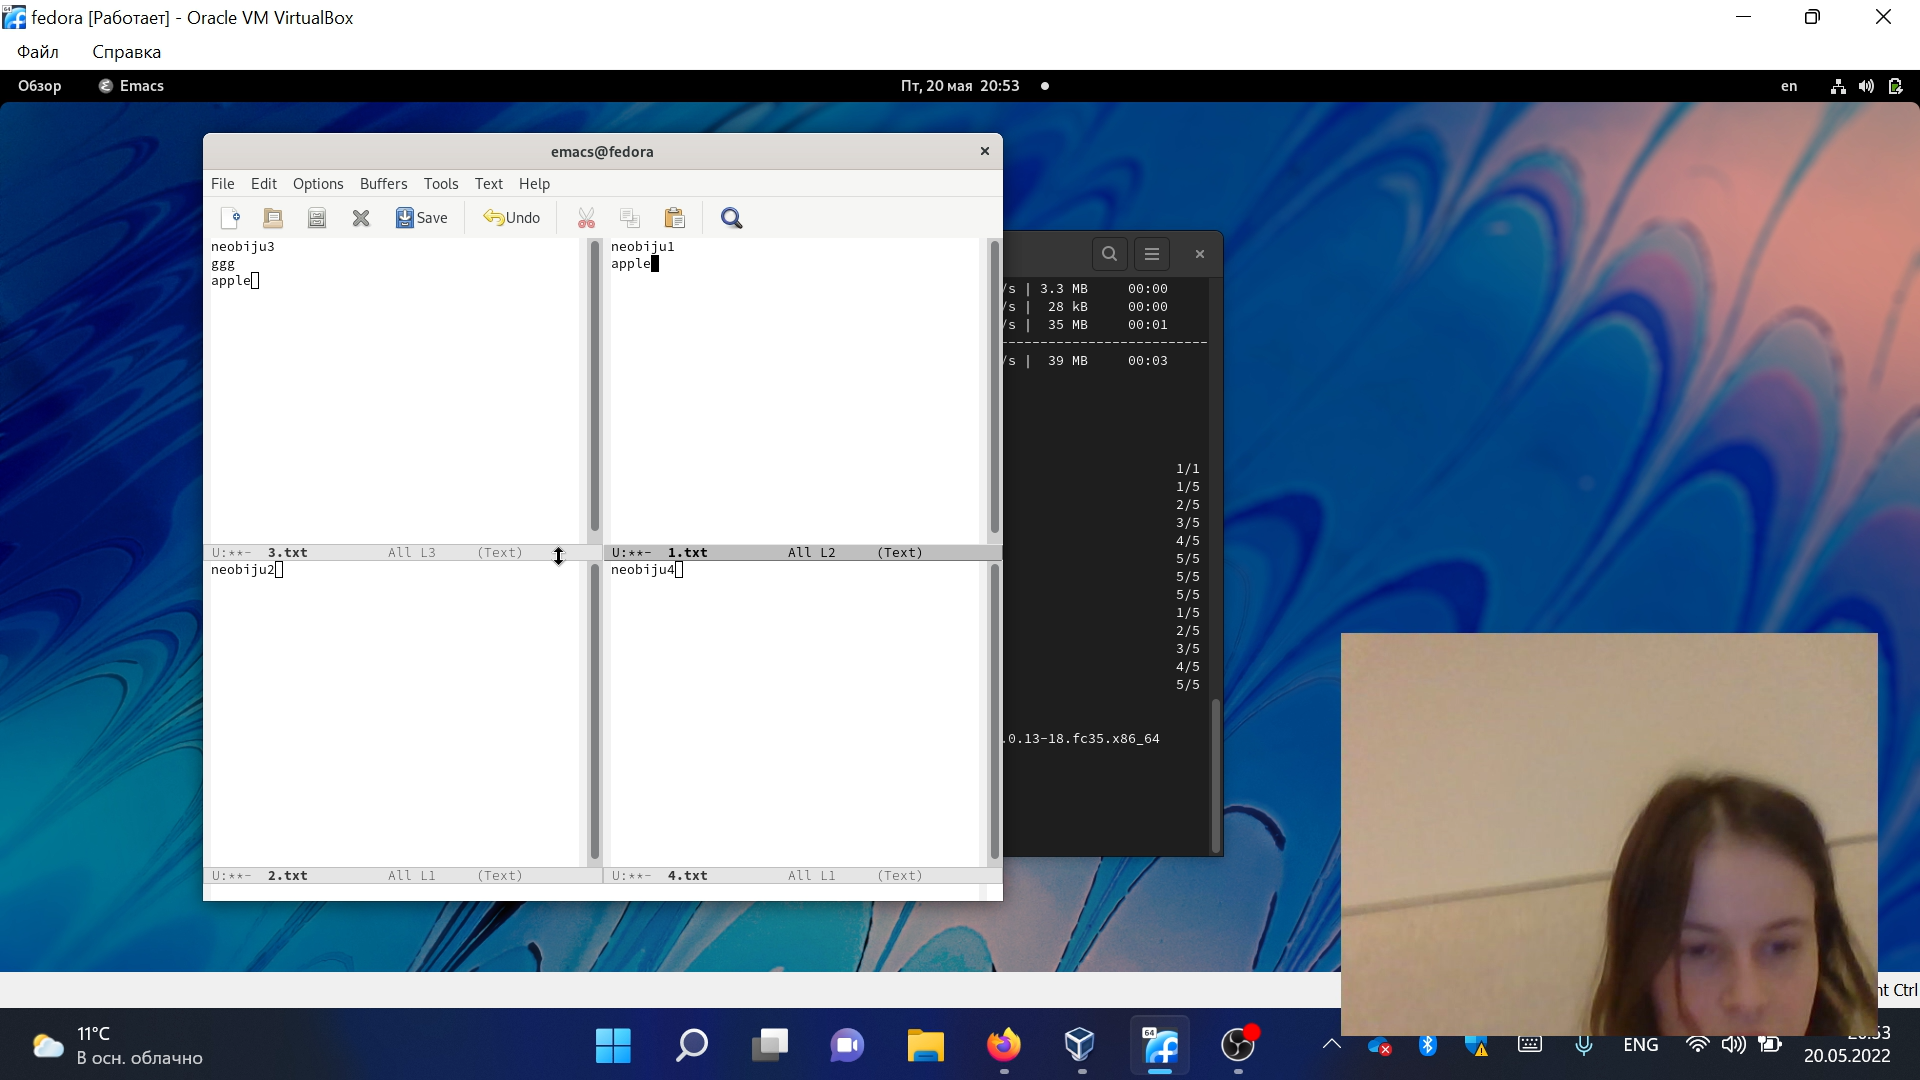 fedora [Работает] - Oracle VM VirtualBox
Файл Справка
Обзор Emacs Пт, 20 мая 20:53 en
emacs@fedora
File Edit Options Buffers Tools Text Help
Save Undo
neobiju3
ggg
apple
U:**- 3.txt All L3 (Text)
neobiju1
apple
U:**- 1.txt All L2 (Text)
neobiju2
U:**- 2.txt All L1 (Text)
neobiju4
U:**- 4.txt All L1 (Text)
/s | 3.3 MB 00:00
/s | 28 kB 00:00
/s | 35 MB 00:01
--------------------------
/s | 39 MB 00:03
1/1
1/5
2/5
3/5
4/5
5/5
5/5
5/5
1/5
2/5
3/5
4/5
5/5
.0.13-18.fc35.x86_64
Ctrl
11°C
В осн. облачно
64
ENG
20.05.2022